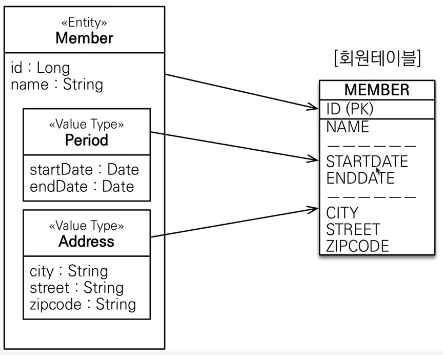 «Entity»
Member
id : Long
name : String
«Value Type»
Period
startDate : Date
endDate : Date
«Value Type»
Address
city : String
street : String
zipcode : String
[회원테이블]
MEMBER
ID (PK)
NAME
STARTDATE
ENDDATE
CITY
STREET
ZIPCODE